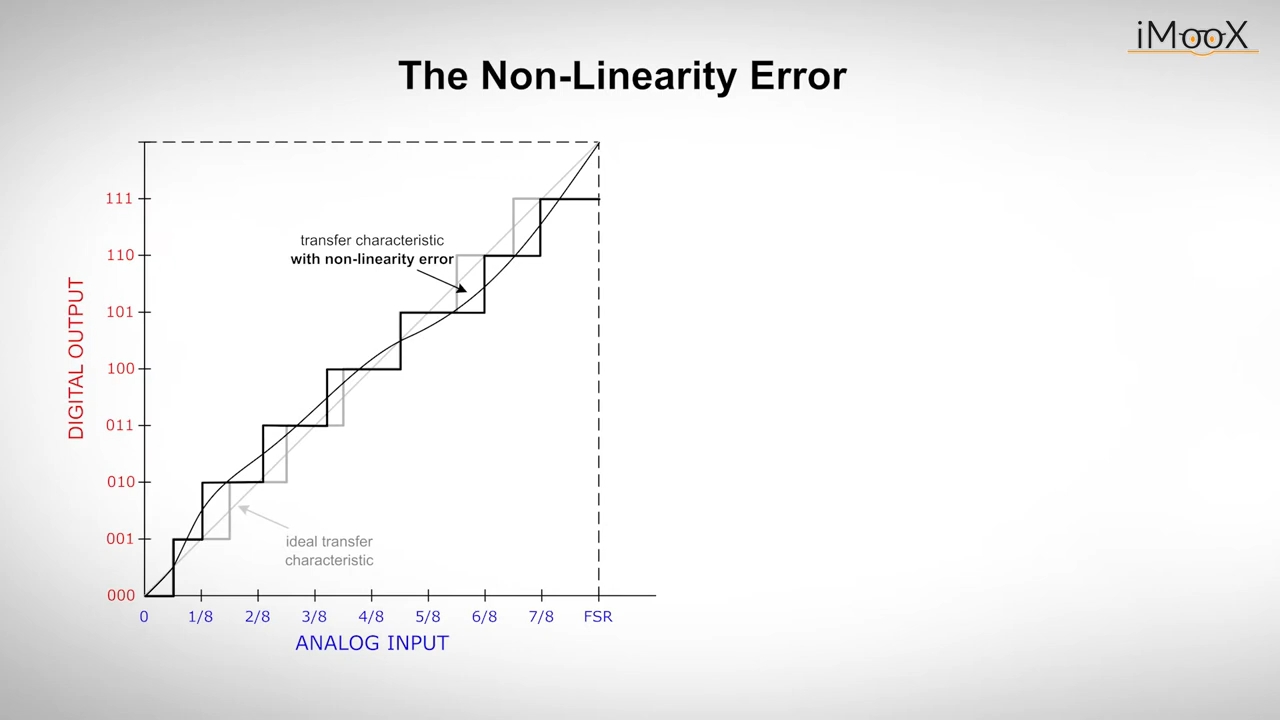 iMooX
The Non-Linearity Error
111
110
101
100
011
010
001
000
DIGITAL OUTPUT
transfer characteristic
with non-linearity error
ideal transfer
characteristic
0 1/8 2/8 3/8 4/8 5/8 6/8 7/8 FSR
ANALOG INPUT